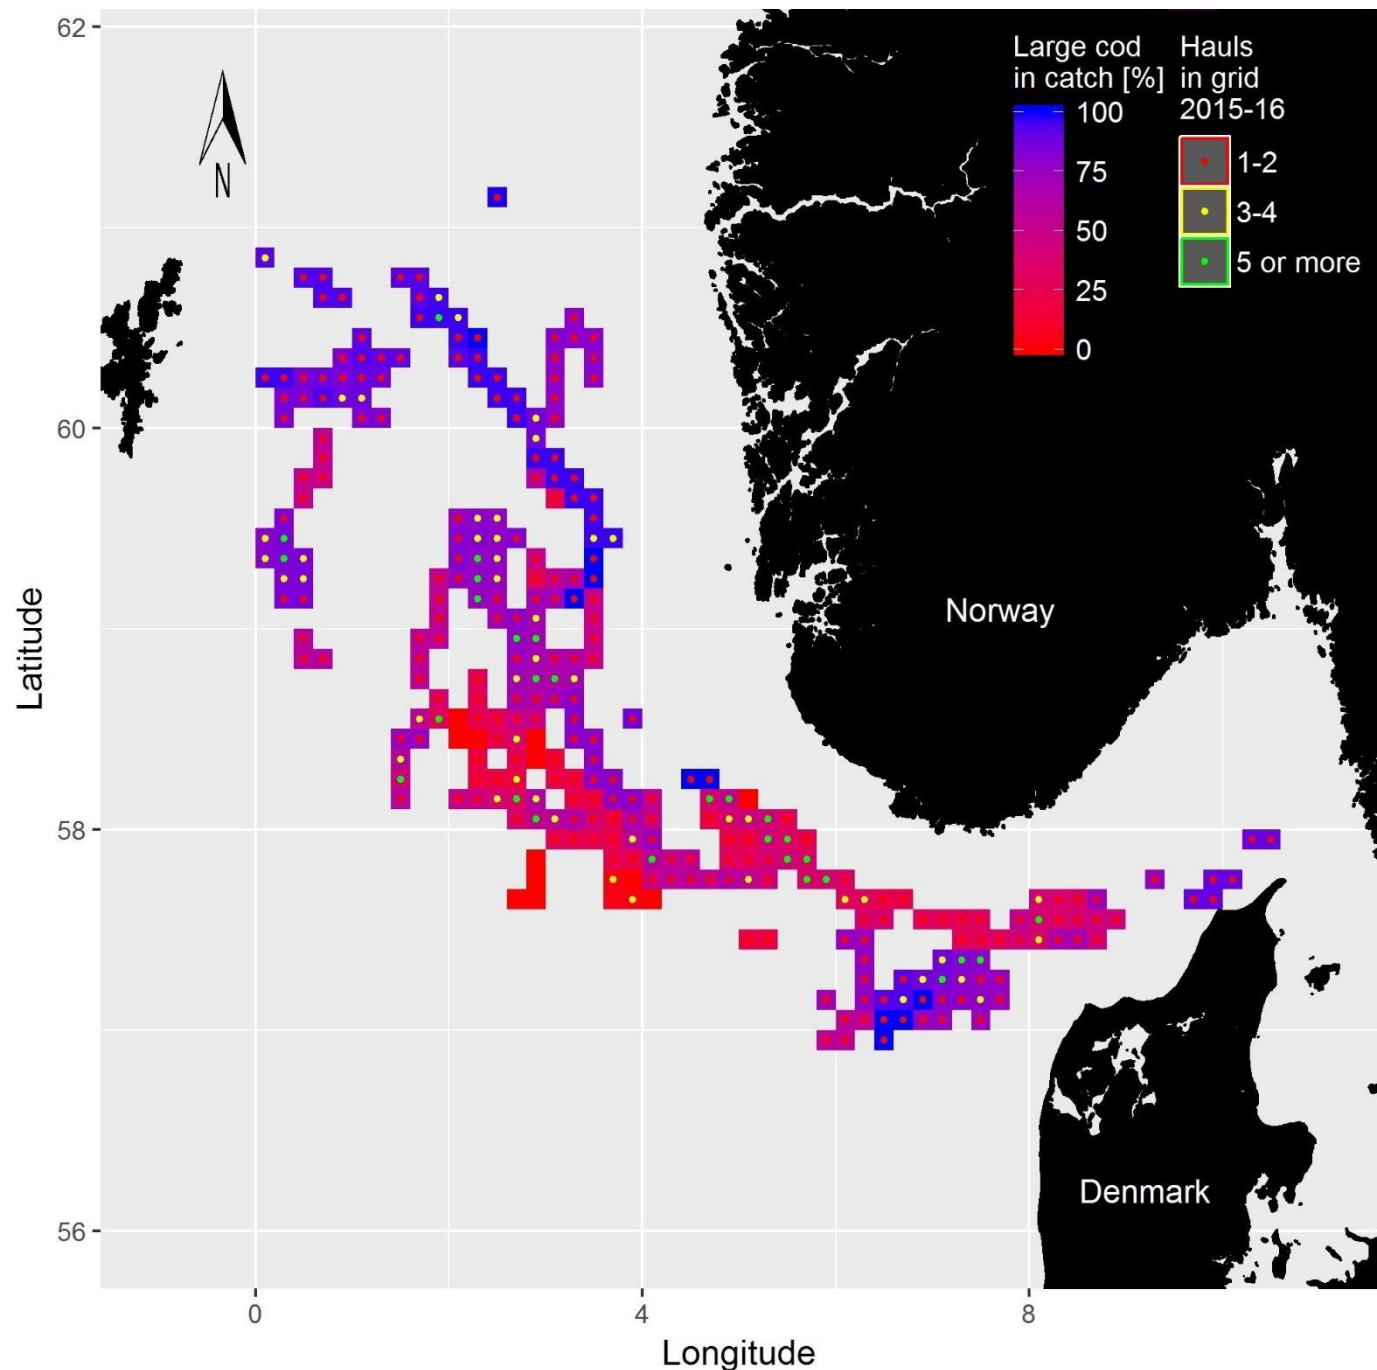 62
60
58
56
Latitude
N
Large cod
in catch [%]
100
75
50
25
0
Hauls
in grid
2015-16
1-2
3-4
5 or more
Norway
Denmark
0
4
8
Longitude